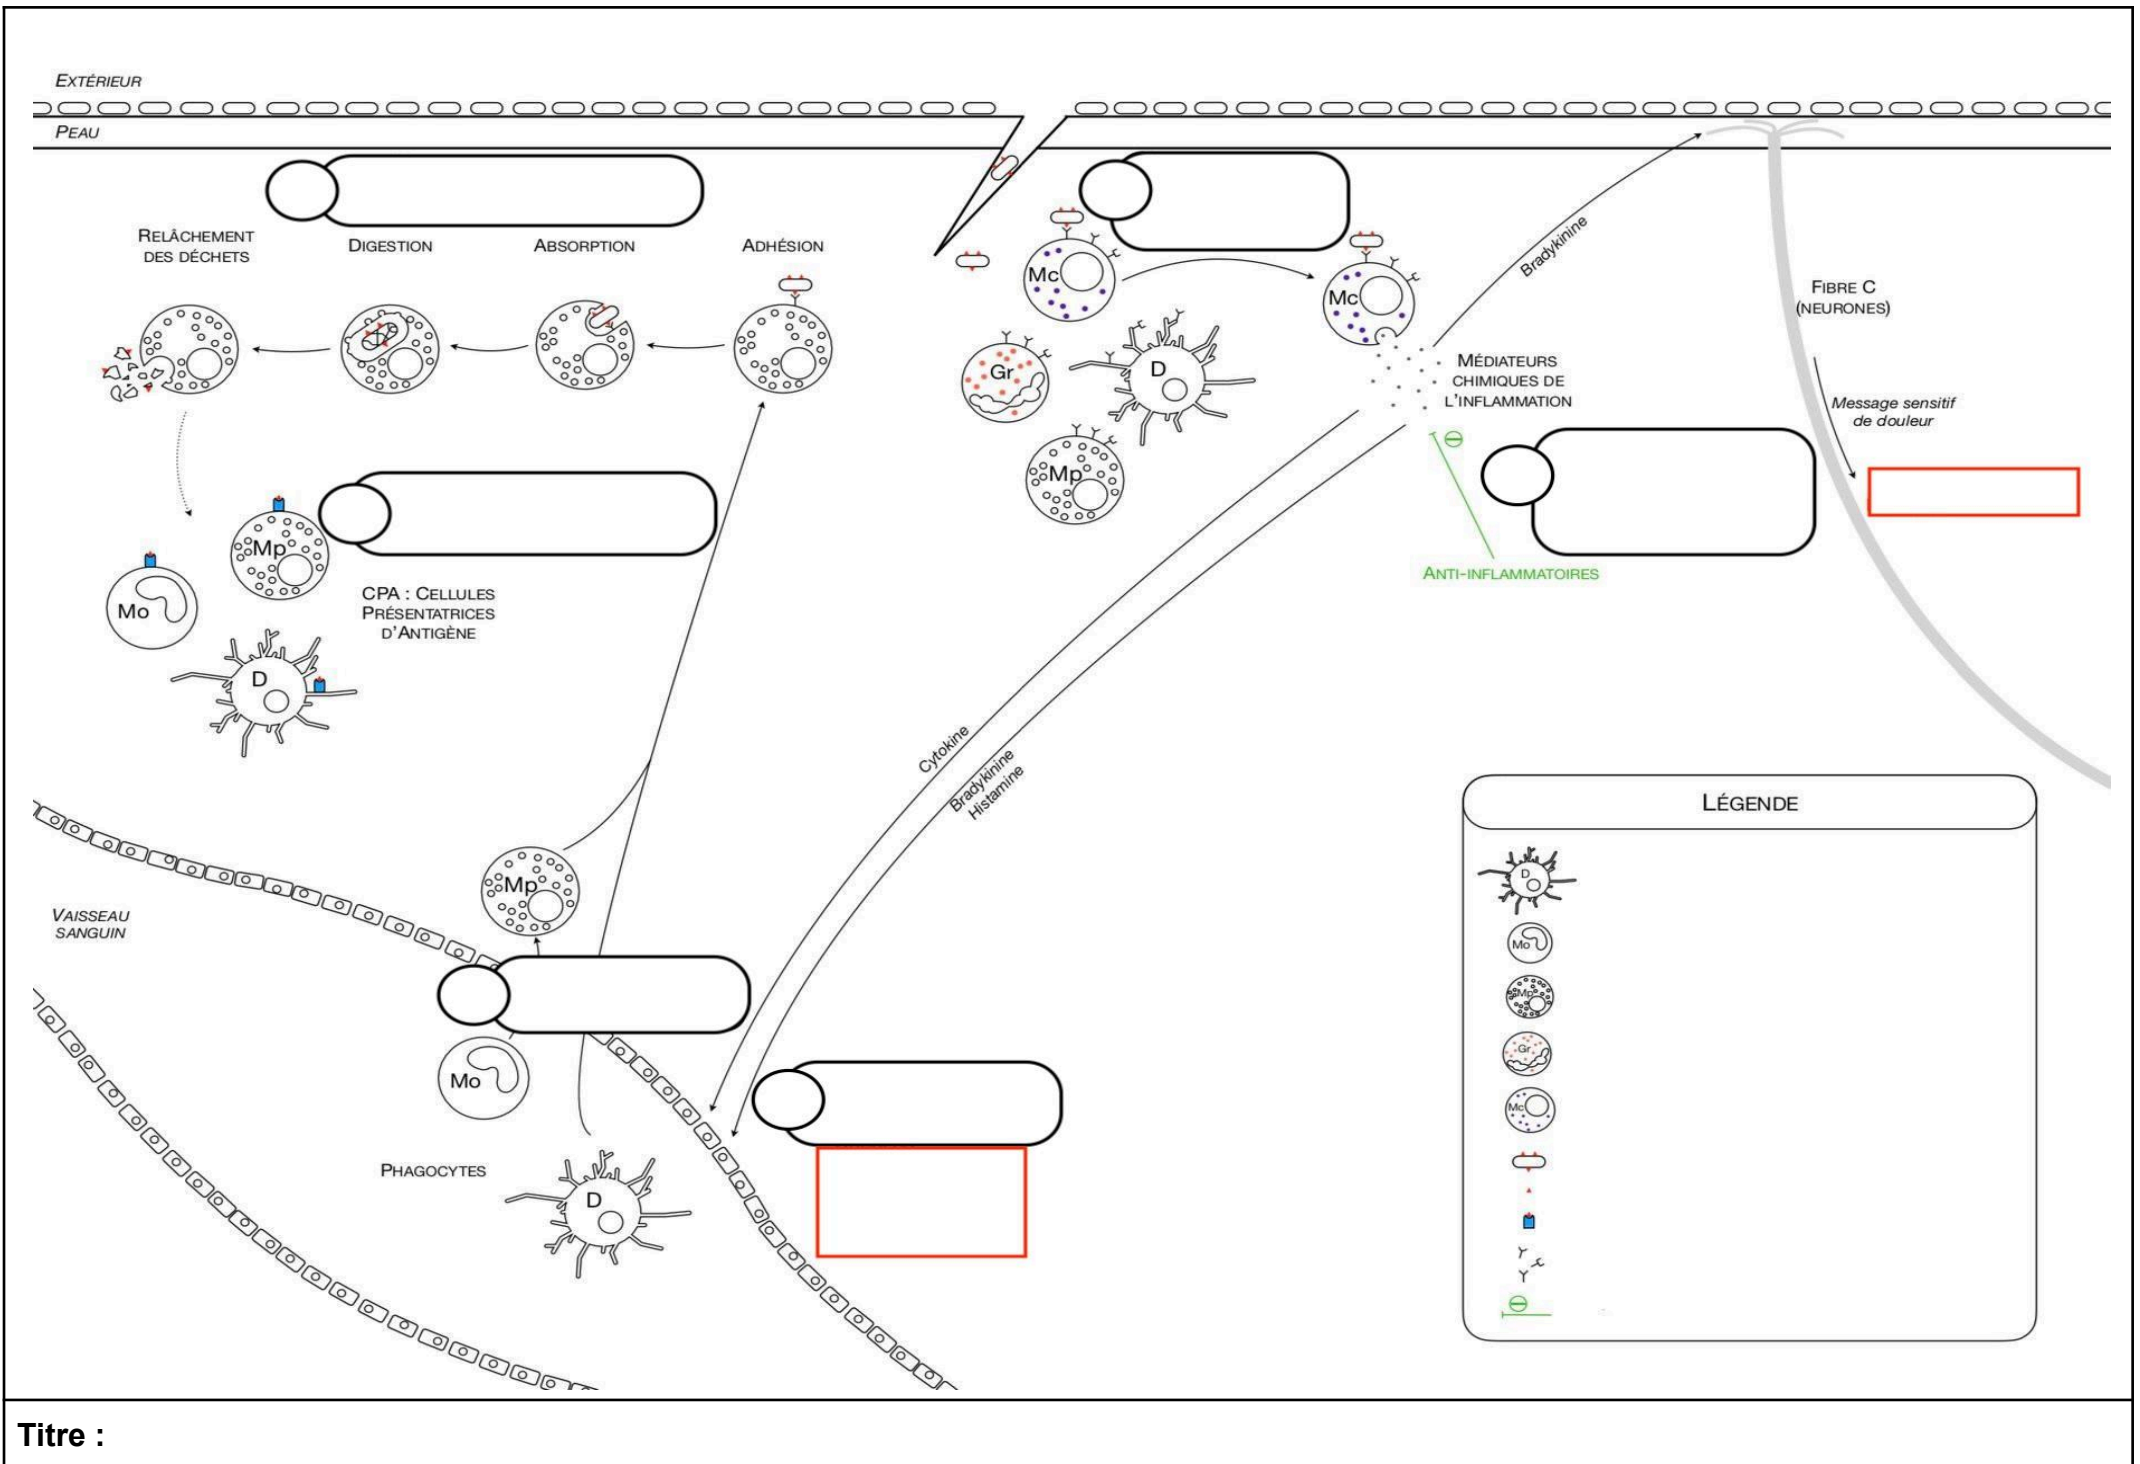 EXTÉRIEUR
PEAU
RELÂCHEMENT
DES DÉCHETS
DIGESTION
ABSORPTION
ADHÉSION
Mc
Mc
Bradykinine
FIBRE C
(NEURONES)
Gr
D
MÉDIATEURS
CHIMIQUES DE
L'INFLAMMATION
Message sensitif
de douleur
Mp
Mp
Mo
CPA : CELLULES
PRÉSENTATRICES
D'ANTIGÈNE
ANTI-INFLAMMATOIRES
D
Cytokine
Bradykinine
Histamine
Mp
VAISSEAU
SANGUIN
Mo
PHAGOCYTES
D
LÉGENDE
D
Mo
Mp
Gr
Mc
Titre :